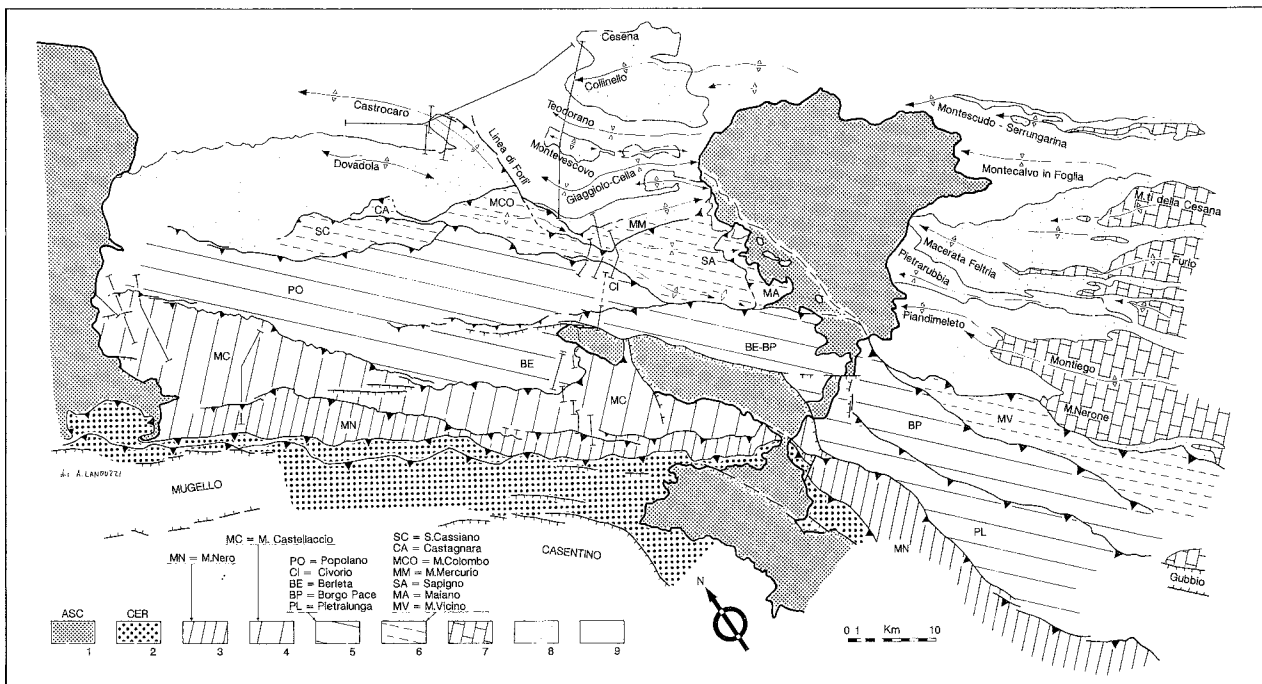 Cesena
Collinello
Castrocaro
Teodorano
Linea di Forli'
Montevescovo
Dovadola
Giaggiolo-Cella
Montescudo - Serrungarina
Montecalvo in Foglia
M.ti della Cesana
CA
MCO
SC
MM
SA
Macerata Feltria
Furlo
Pietrarubbia
CI
MA
PO
Piandimeleto
BE-BP
MC
BE
Montiego
MC
M.Nerone
MN
BP
MV
dis. A. LANDUZZI
MUGELLO
PL
CASENTINO
MN
Gubbio
MN = M.Nero
MC = M. Castellaccio
PO = Popolano
CI = Civorio
BE = Berleta
BP = Borgo Pace
PL = Pietralunga
SC = S.Cassiano
CA = Castagnara
MCO = M.Colombo
MM = M.Mercurio
SA = Sapigno
MA = Maiano
MV = M.Vicino
N
0 1 Km 10
ASC CER
1 2 3 4 5 6 7 8 9